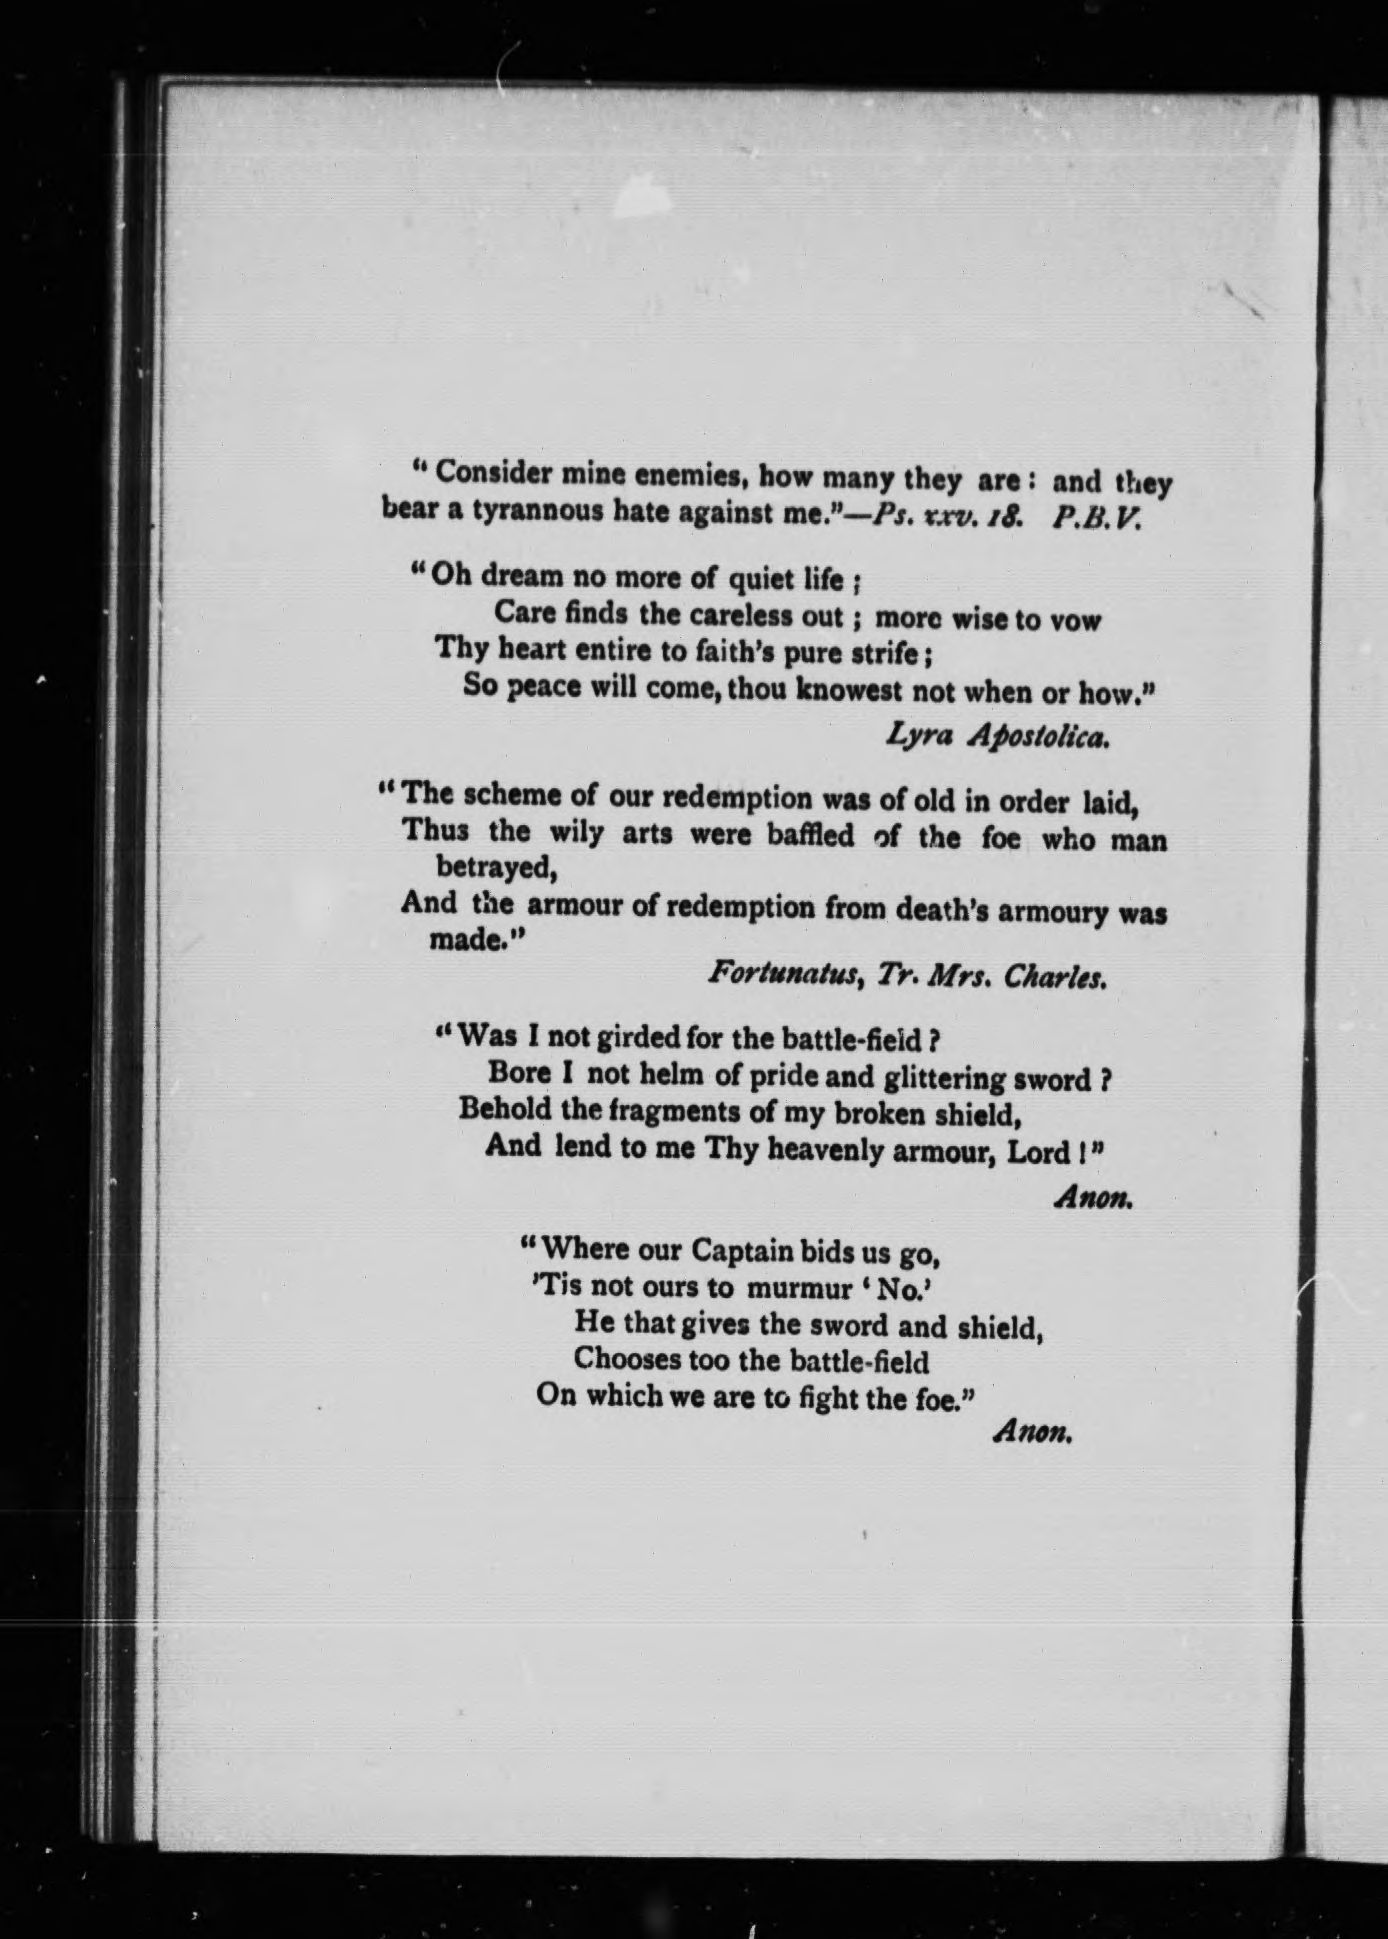 “Consider mine enemies, how many they are: and they
bear a tyrannous hate against me.”—Ps. xxv. 18. P.B.V.
“Oh dream no more of quiet life;
Care finds the careless out; more wise to vow
Thy heart entire to faith's pure strife;
So peace will come, thou knowest not when or how.”
Lyra Apostolica.
“The scheme of our redemption was of old in order laid,
Thus the wily arts were baffled of the foe who man
betrayed,
And the armour of redemption from death's armoury was
made.”
Fortunatus, Tr. Mrs. Charles.
“Was I not girded for the battle-field?
Bore I not helm of pride and glittering sword?
Behold the fragments of my broken shield,
And lend to me Thy heavenly armour, Lord!”
Anon.
“Where our Captain bids us go,
’Tis not ours to murmur ‘No.’
He that gives the sword and shield,
Chooses too the battle-field
On which we are to fight the foe.”
Anon.